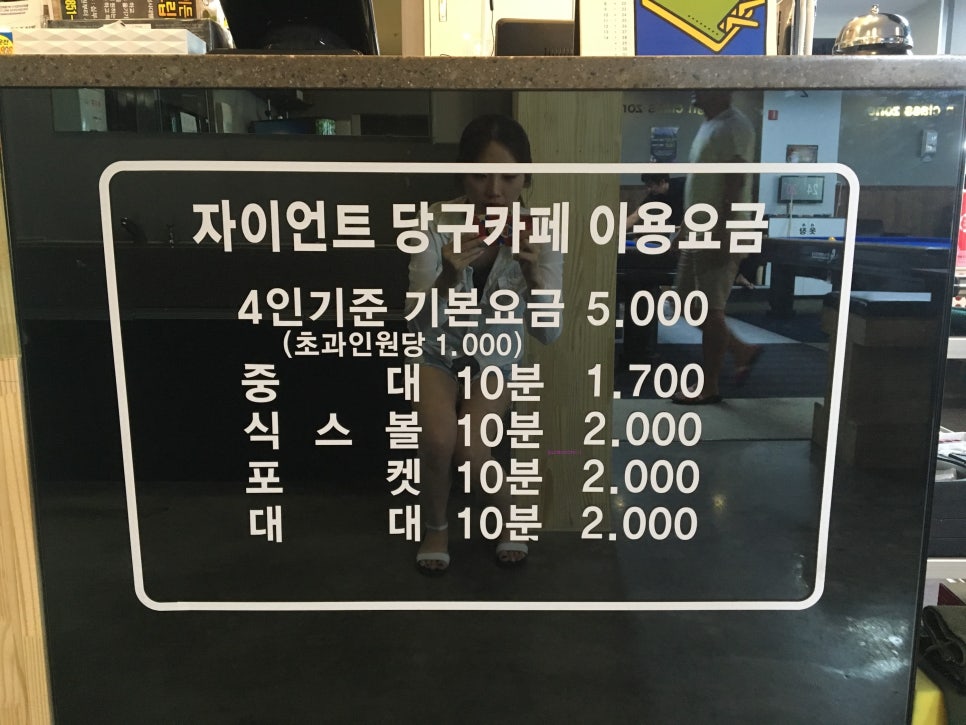 자이언트 당구카페 이용요금
4인기준 기본요금 5.000
(초과인원당 1.000)
중 대 10분 1.700
식 스 볼 10분 2.000
포 켓 10분 2.000
대 대 10분 2.000